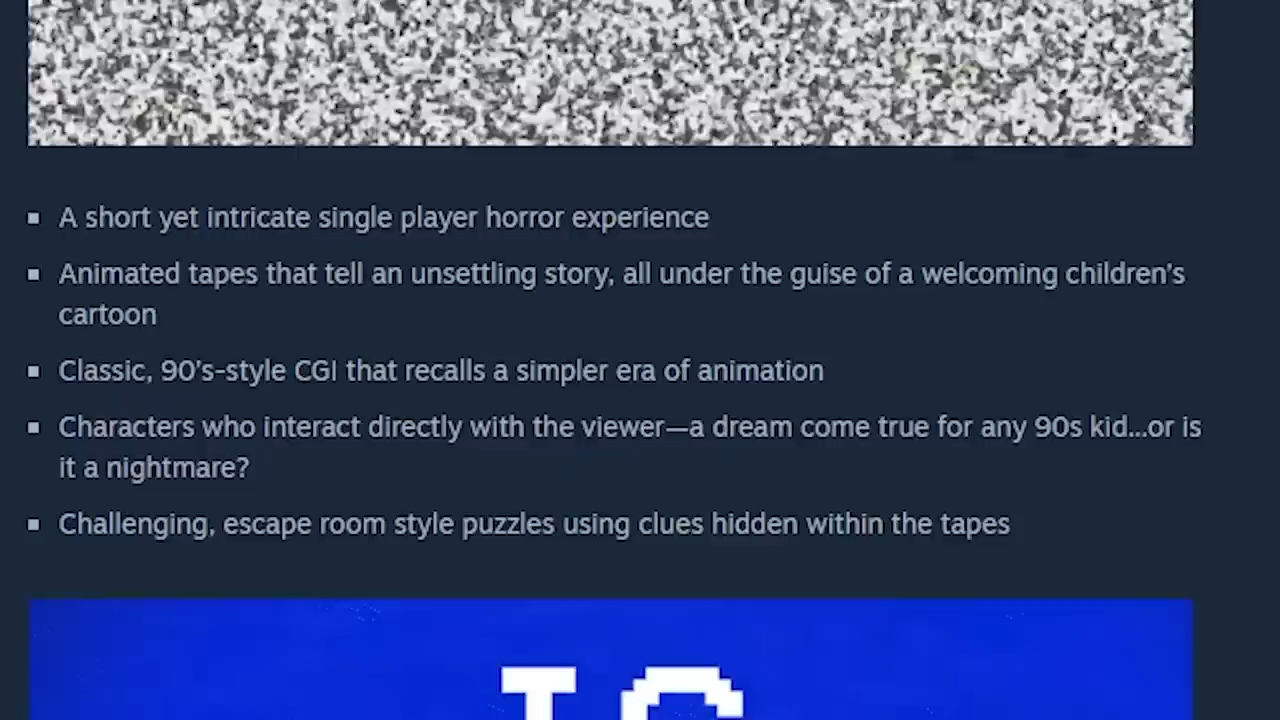 A short yet intricate single player horror experience
Animated tapes that tell an unsettling story, all under the guise of a welcoming children's
cartoon
Classic, 90's-style CGI that recalls a simpler era of animation
Characters who interact directly with the viewer—a dream come true for any 90s kid...or is
it a nightmare?
Challenging, escape room style puzzles using clues hidden within the tapes